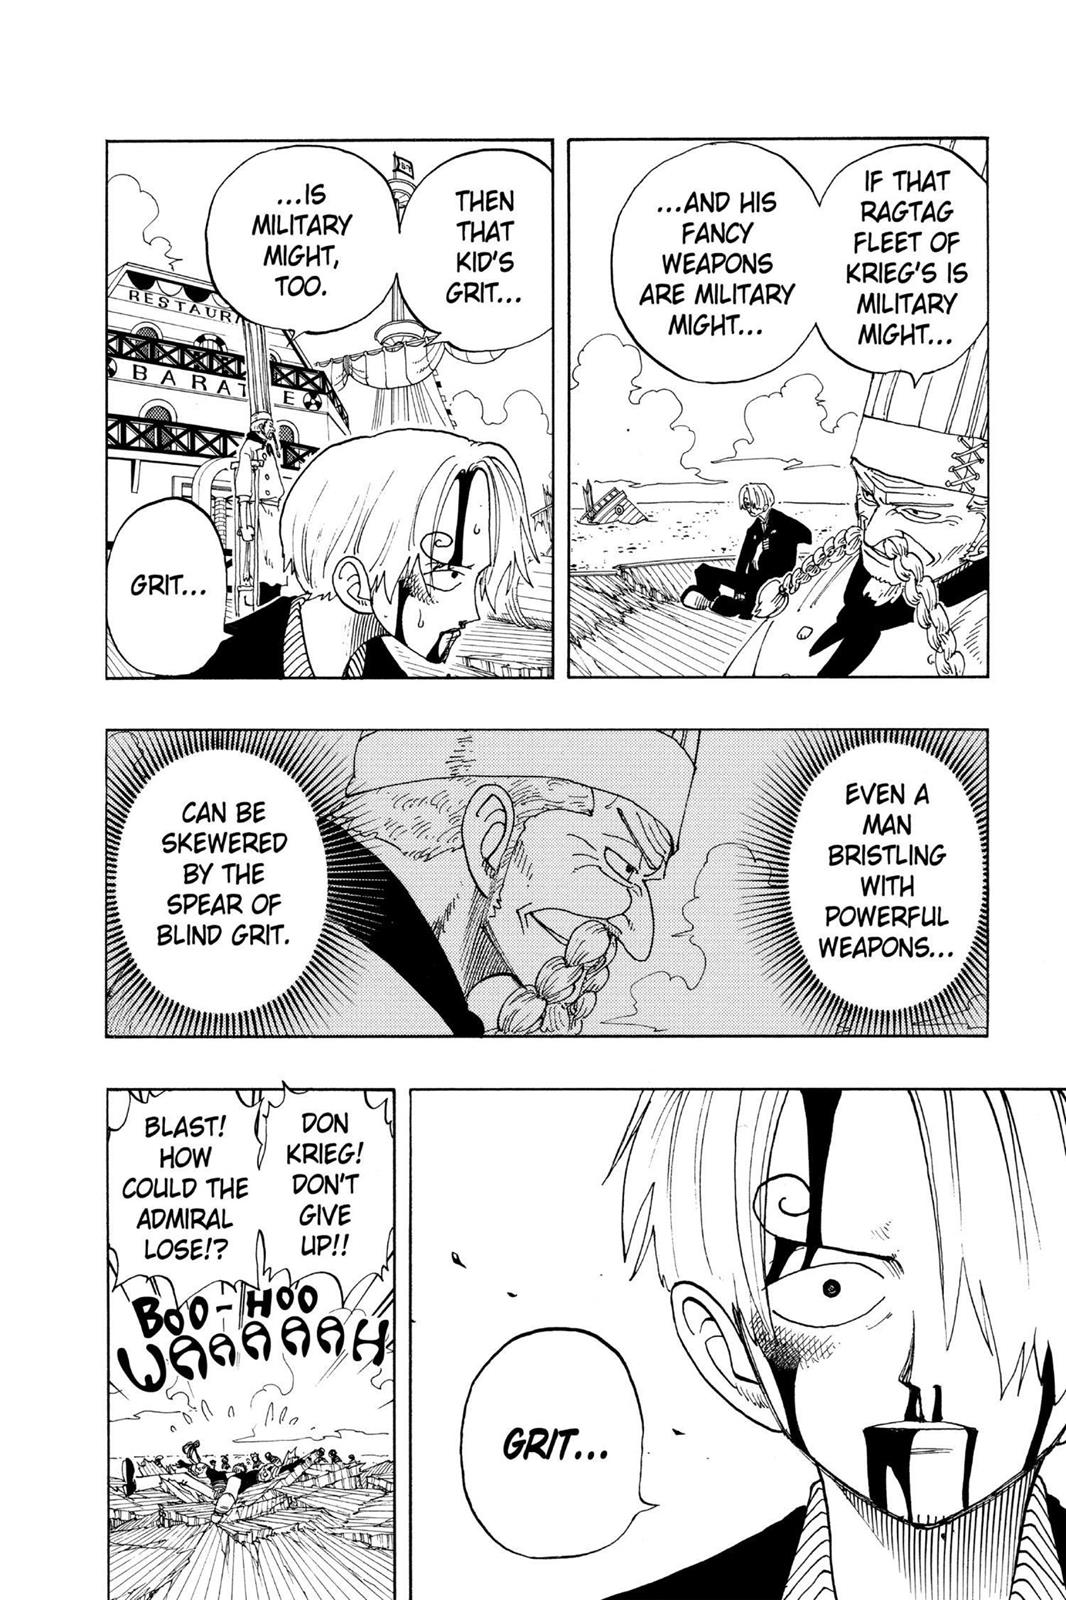 IF THAT
RAGTAG
FLEET OF
KRIEG'S IS
MILITARY
MIGHT...
...AND HIS
FANCY
WEAPONS
ARE MILITARY
MIGHT...
THEN
THAT
KID'S
GRIT...
...IS
MILITARY
MIGHT,
TOO.
RESTAURA
BARATIE
GRIT...
EVEN A
MAN
BRISTLING
WITH
POWERFUL
WEAPONS...
CAN BE
SKEWERED
BY THE
SPEAR OF
BLIND GRIT.
GRIT...
DON
KRIEG!
DON'T
GIVE
UP!!
BLAST!
HOW
COULD THE
ADMIRAL
LOSE!?
BOO-HOO
WAAAAAH